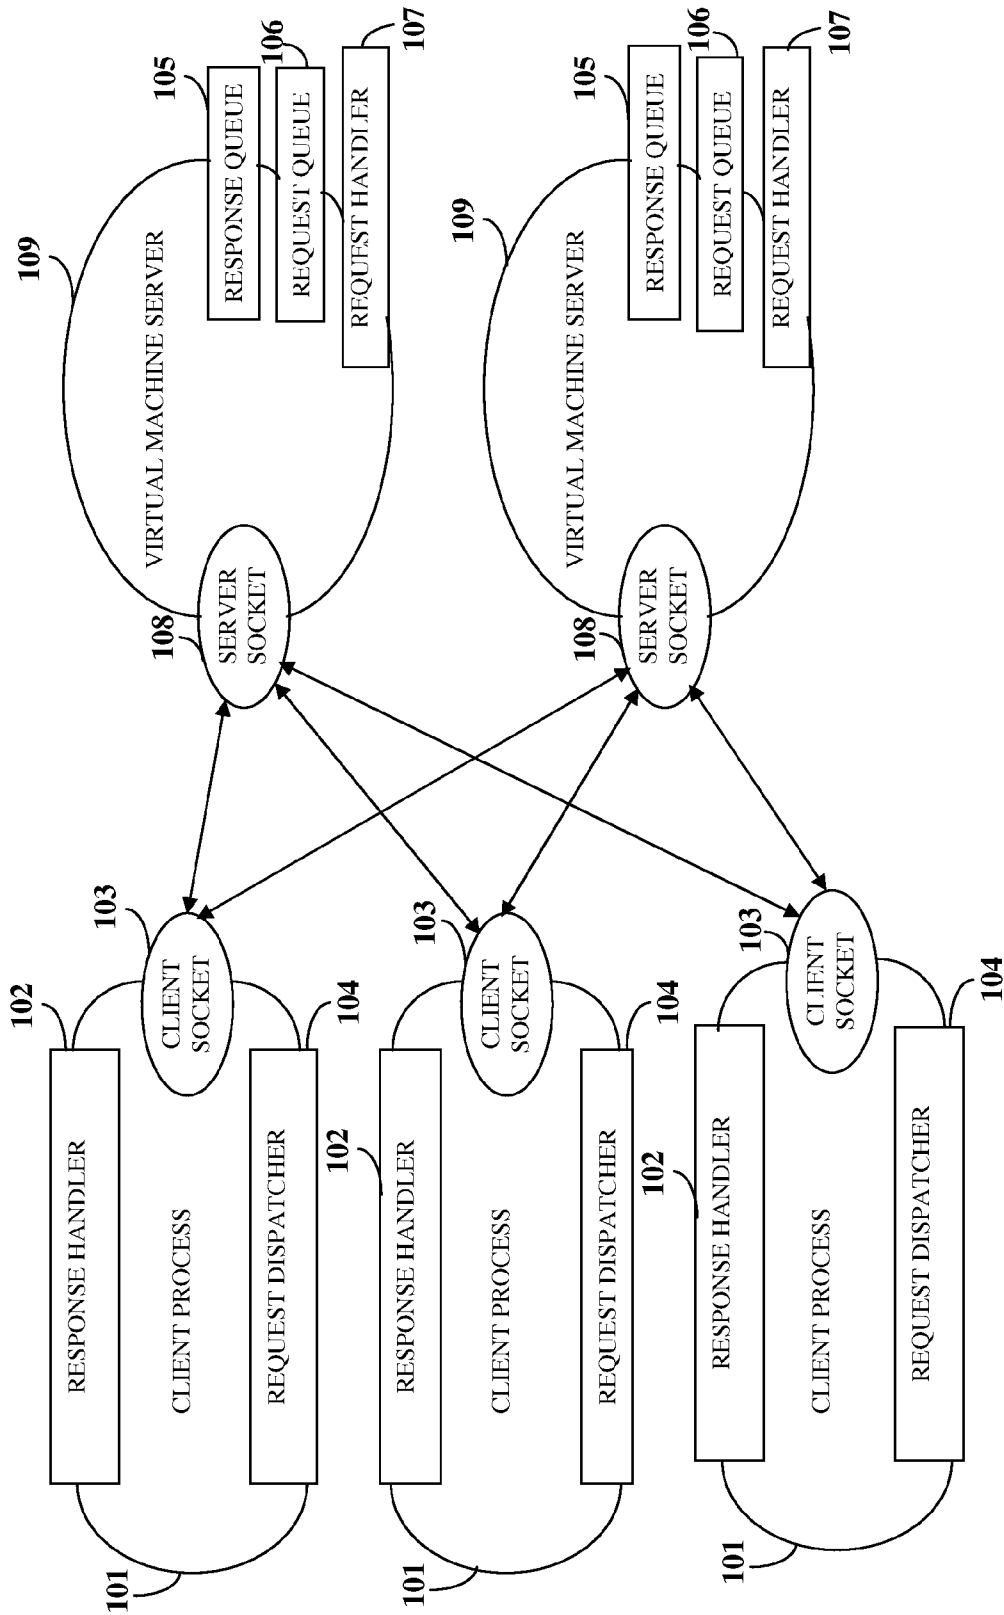 101
RESPONSE HANDLER
102
CLIENT PROCESS
CLIENT
SOCKET
103
REQUEST DISPATCHER
104
101
RESPONSE HANDLER
102
CLIENT PROCESS
CLIENT
SOCKET
103
REQUEST DISPATCHER
104
101
RESPONSE HANDLER
102
CLIENT PROCESS
CLIENT
SOCKET
103
REQUEST DISPATCHER
104
109
VIRTUAL MACHINE SERVER
108
SERVER
SOCKET
RESPONSE QUEUE
105
REQUEST QUEUE
106
REQUEST HANDLER
107
109
VIRTUAL MACHINE SERVER
108
SERVER
SOCKET
RESPONSE QUEUE
105
REQUEST QUEUE
106
REQUEST HANDLER
107